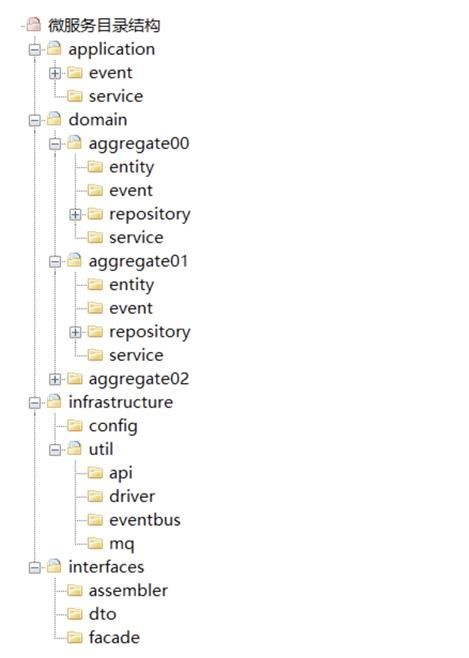 微服务目录结构
application
event
service
domain
aggregate00
entity
event
repository
service
aggregate01
entity
event
repository
service
aggregate02
infrastructure
config
util
api
driver
eventbus
mq
interfaces
assembler
dto
facade